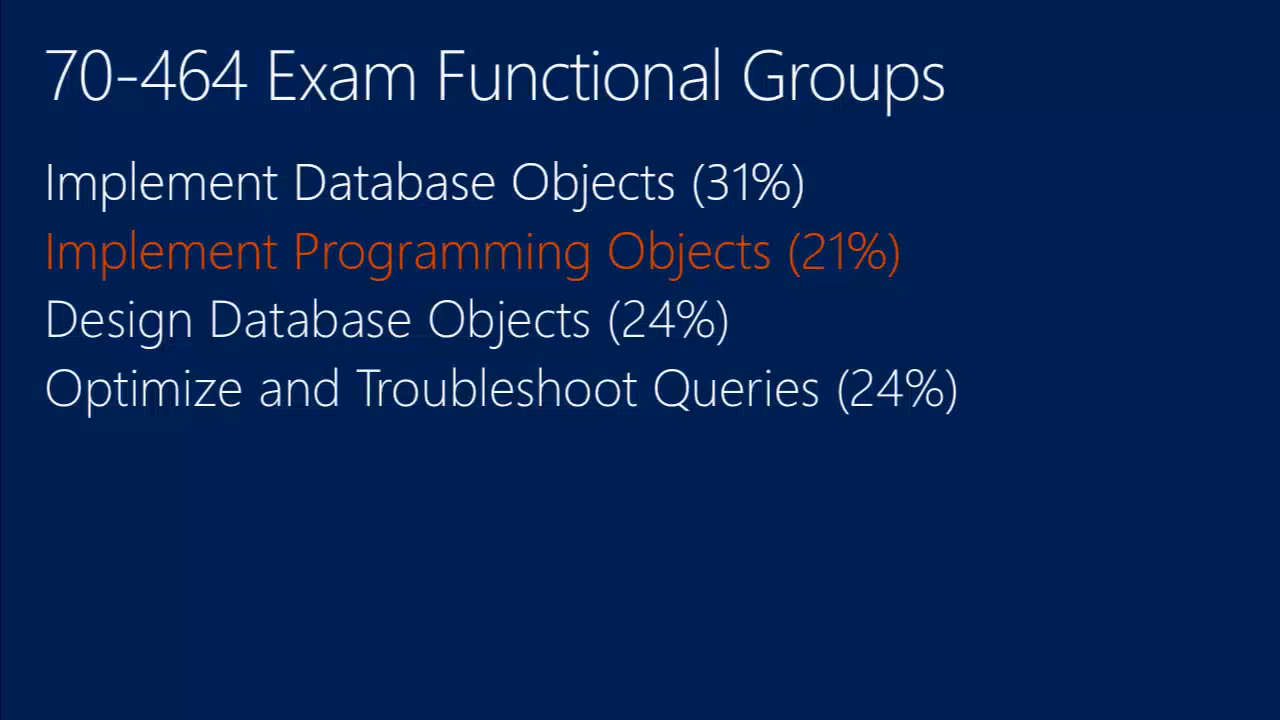 70-464 Exam Functional Groups
Implement Database Objects (31%)
Implement Programming Objects (21%)
Design Database Objects (24%)
Optimize and Troubleshoot Queries (24%)